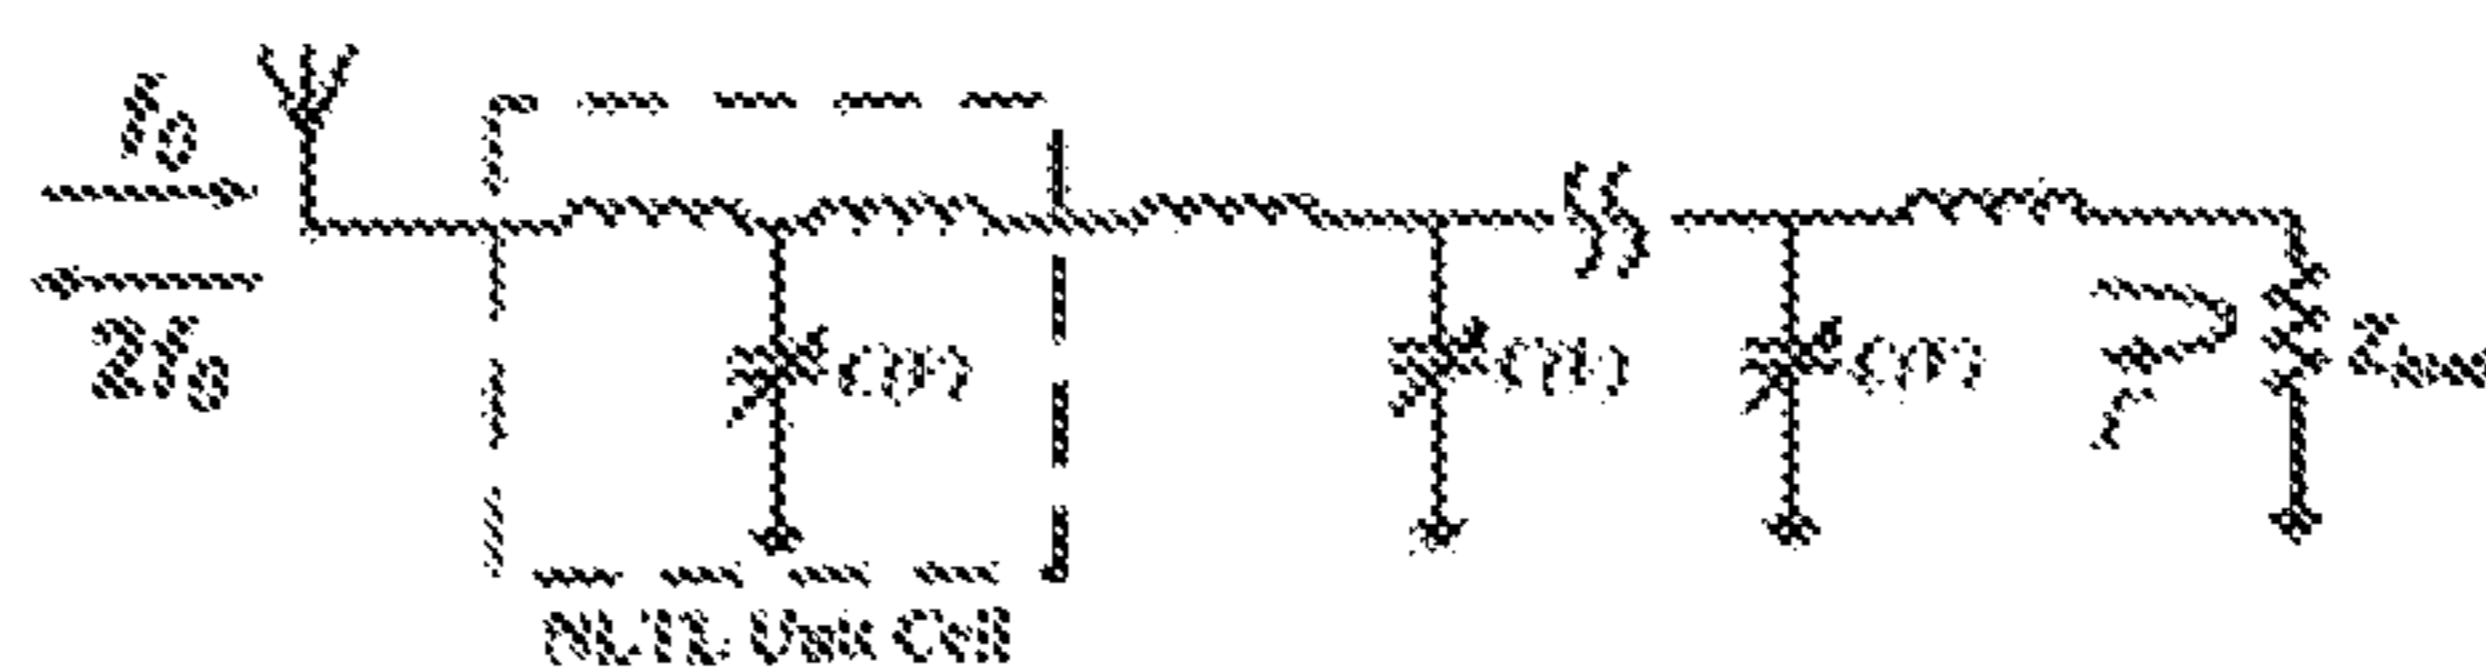 f₀
2f₀
C(V)
C(V)
C(V)
Γ
NLTL Unit Cell